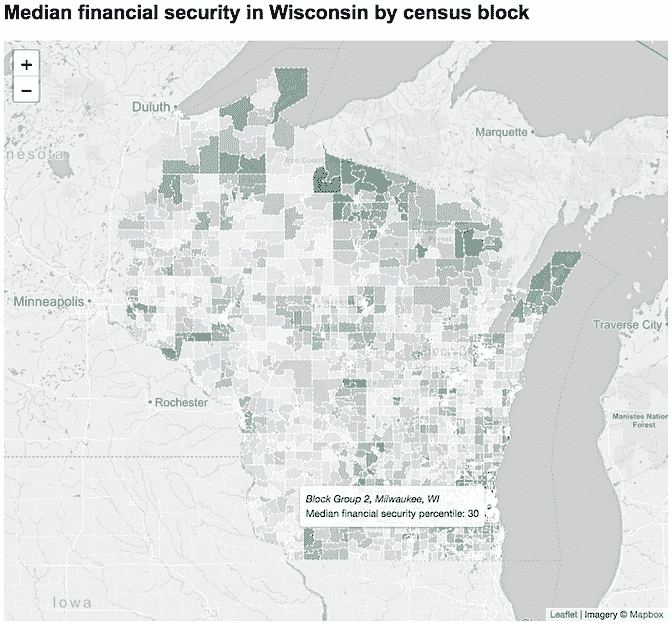 Median financial security in Wisconsin by census block
+
−
Duluth
Marquette
nesota
Iron County
Minneapolis
Traverse City
Rochester
Manistee Nation
Forest
Block Group 2, Milwaukee, WI
Median financial security percentile: 30
Iowa
Leaflet | Imagery © Mapbox